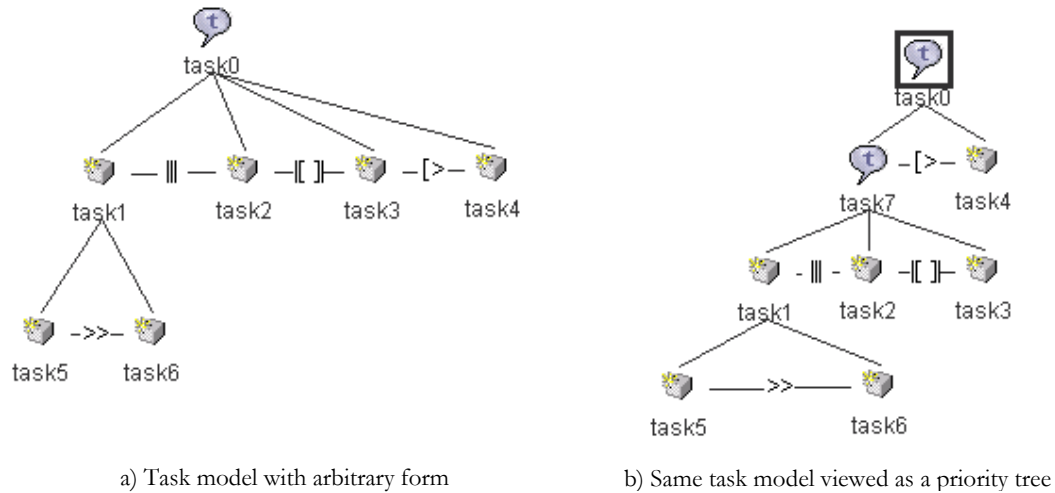 t
task0
t
task0
||| |[ ]| [>
task1 task2 task3 task4
t [>
task7 task4
||| |[ ]|
task1 task2 task3
>>
task5 task6
>>
task5 task6
a) Task model with arbitrary form
b) Same task model viewed as a priority tree